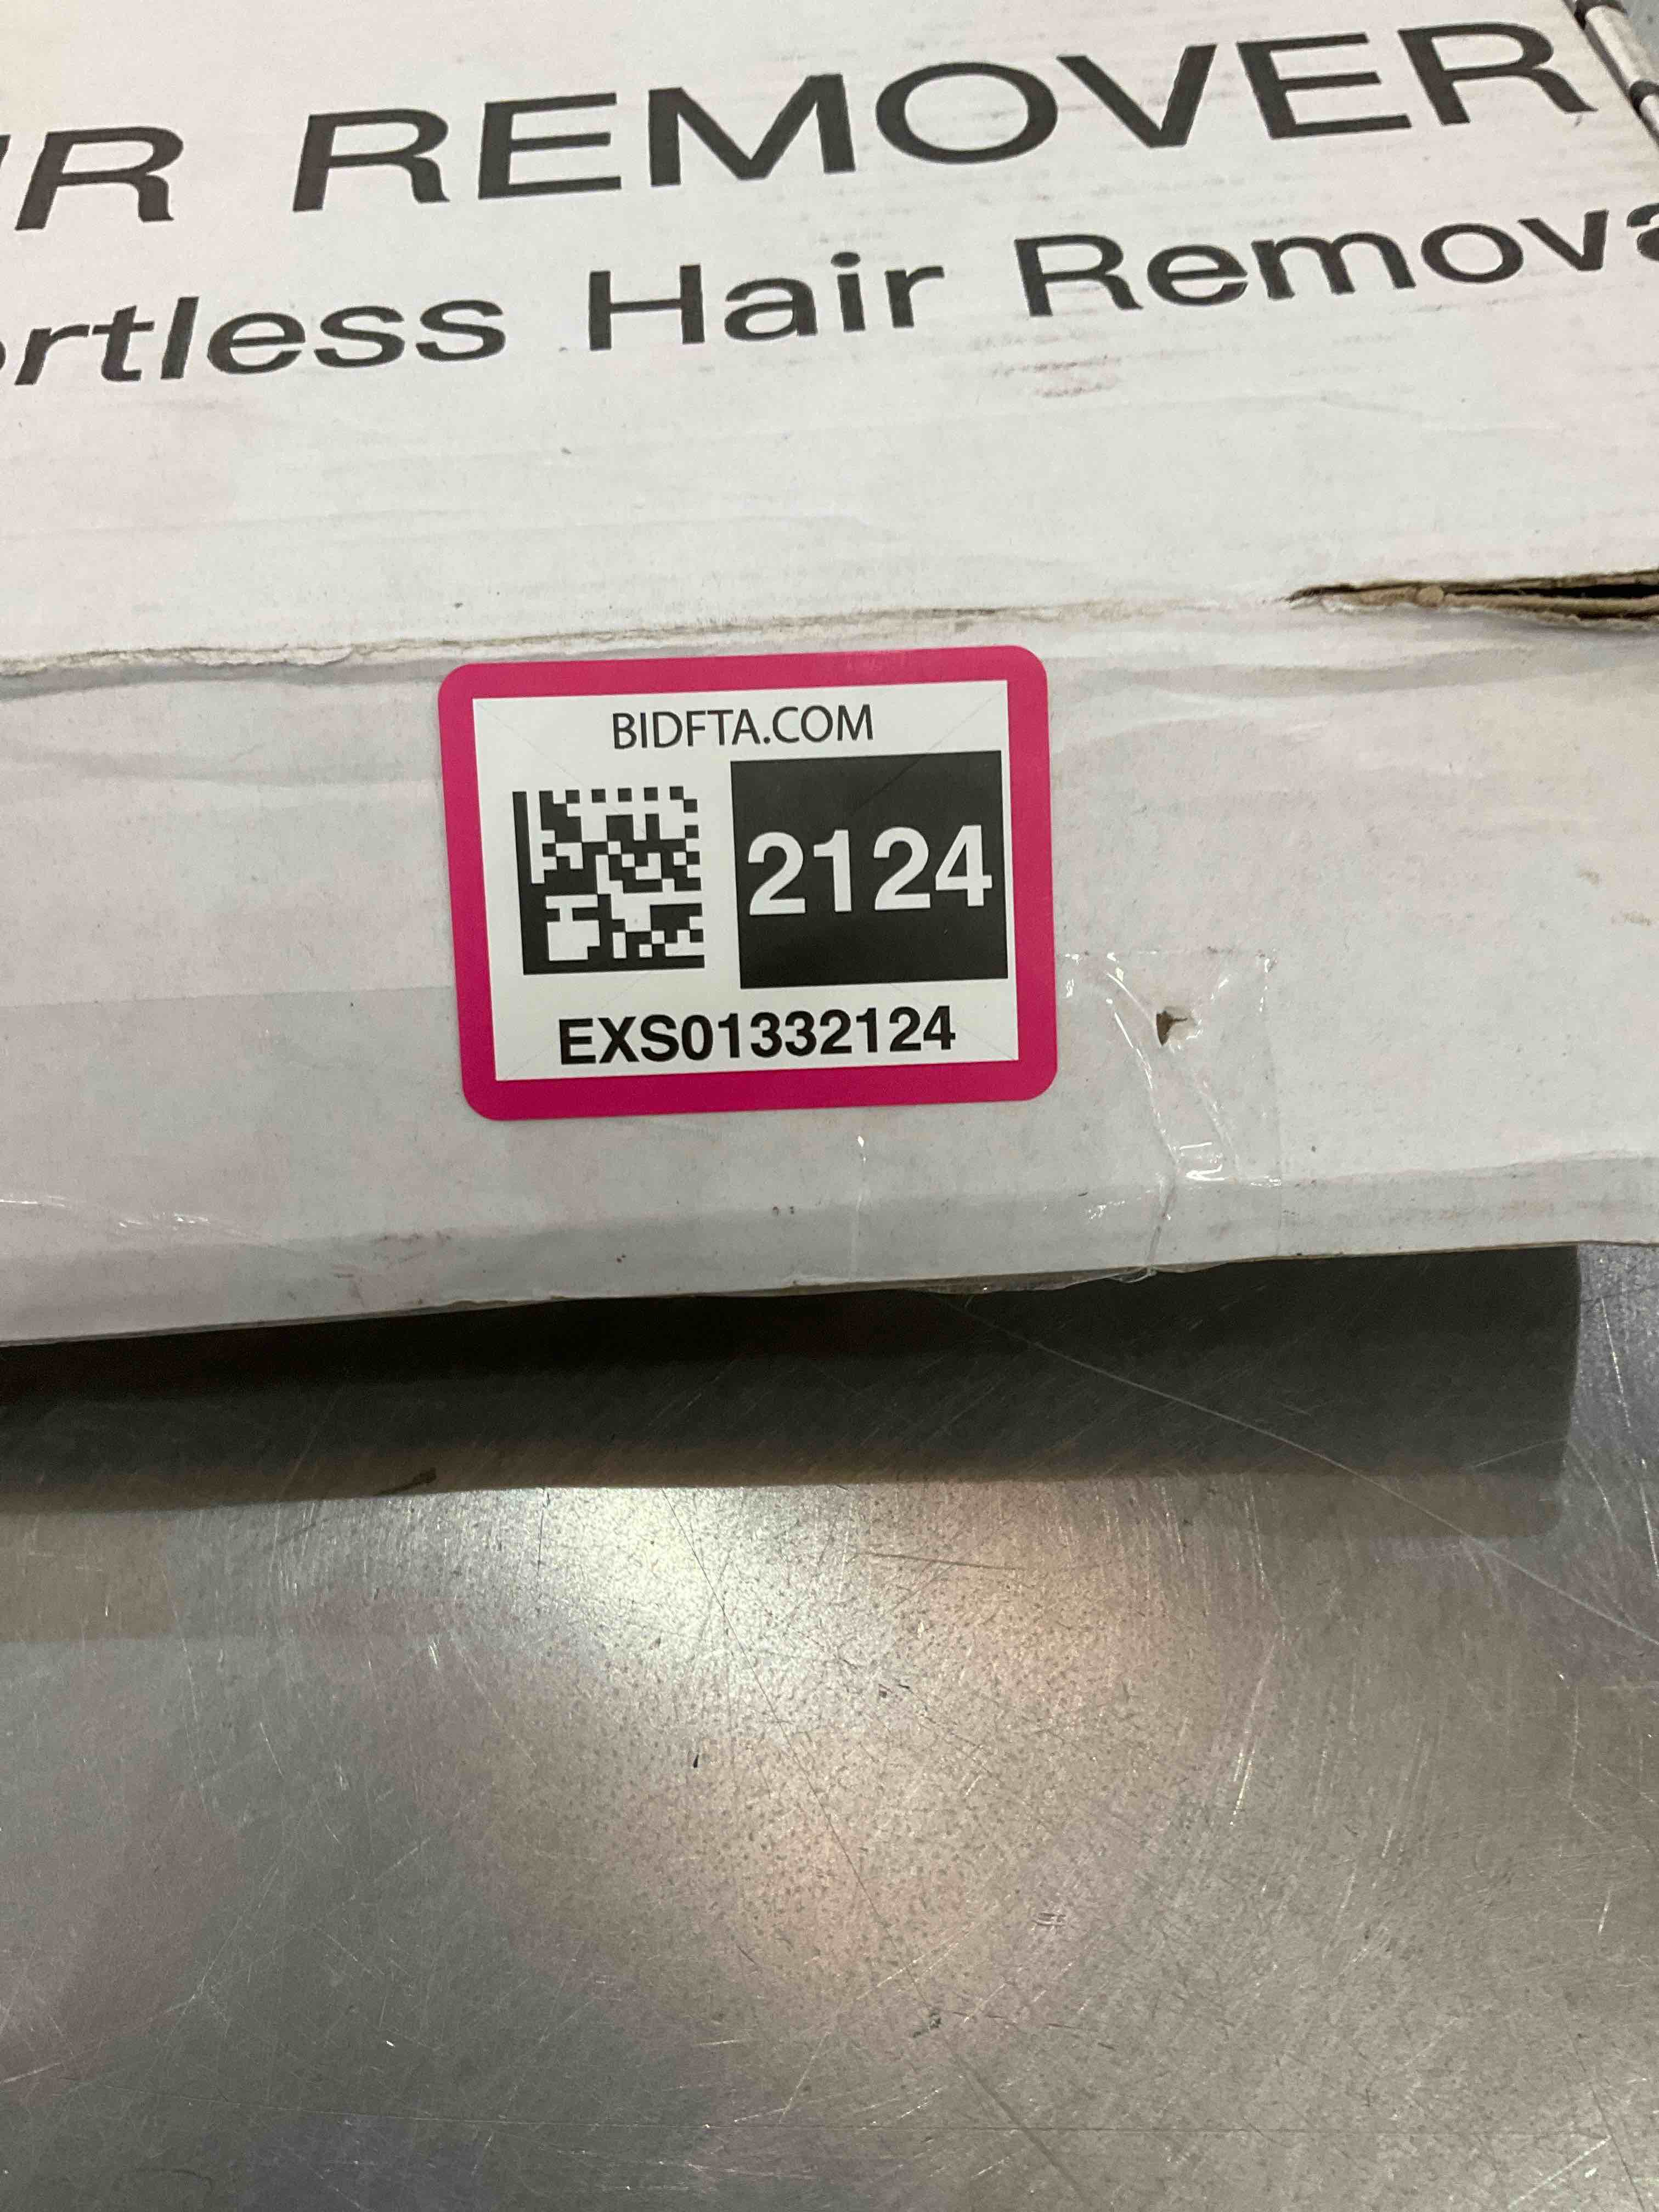 IR REMOVER
ortless Hair Remova
BIDFTA.COM
2124
EXS01332124